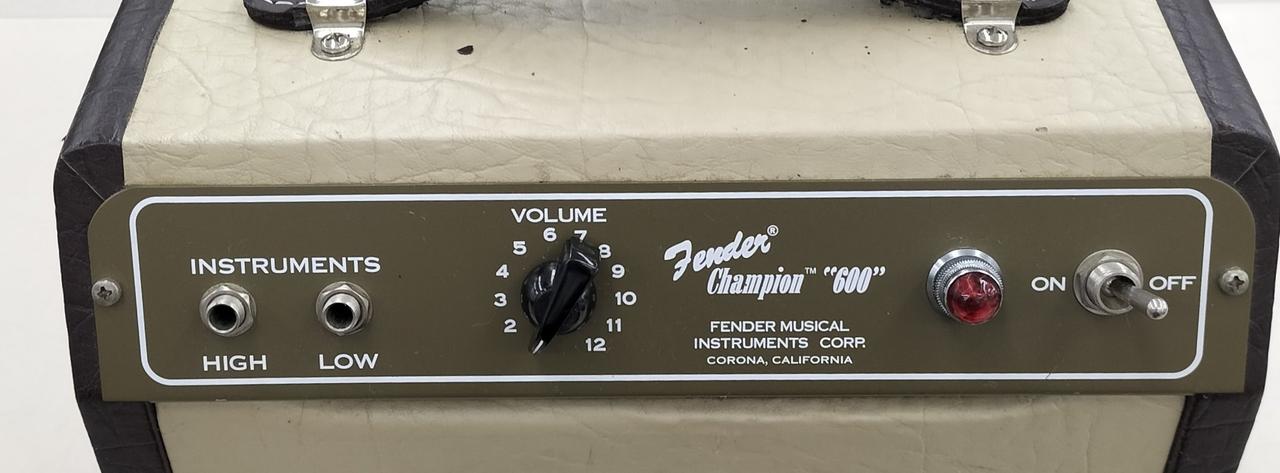 VOLUME
2 3 4 5 6 7 8 9 10 11 12
INSTRUMENTS
HIGH LOW
Fender®
Champion™ “600”
FENDER MUSICAL
INSTRUMENTS CORP.
CORONA, CALIFORNIA
ON OFF